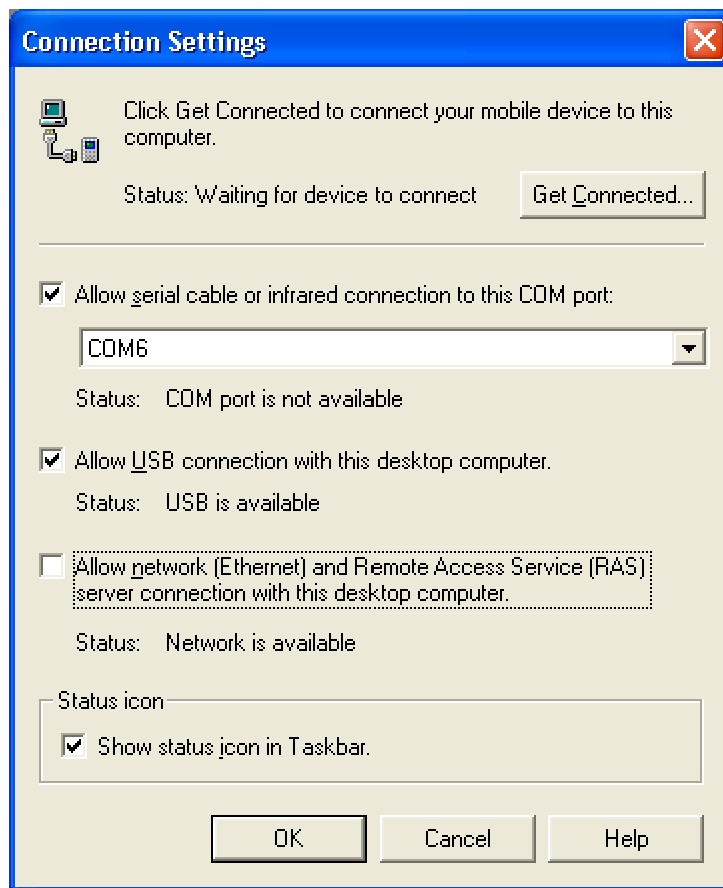 Connection Settings
Click Get Connected to connect your mobile device to this
computer.
Status: Waiting for device to connect
Get Connected...
Allow serial cable or infrared connection to this COM port:
COM6
Status: COM port is not available
Allow USB connection with this desktop computer.
Status: USB is available
Allow network (Ethernet) and Remote Access Service (RAS)
server connection with this desktop computer.
Status: Network is available
Status icon
Show status icon in Taskbar.
OK Cancel Help